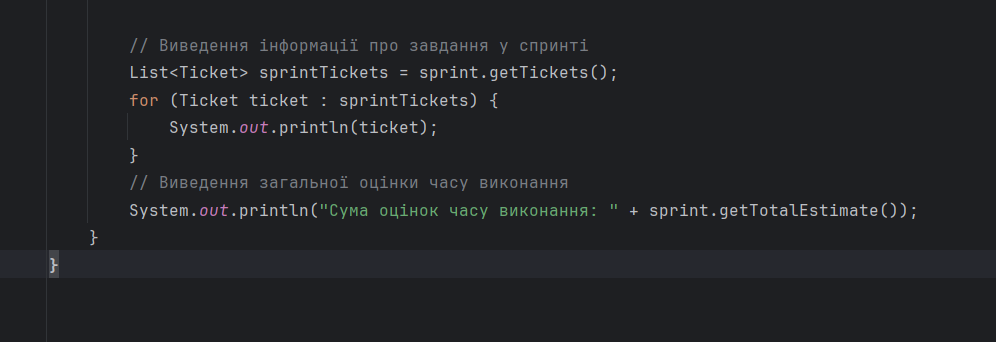 // Виведення інформації про завдання у спринті
List<Ticket> sprintTickets = sprint.getTickets();
for (Ticket ticket : sprintTickets) {
System.out.println(ticket);
}
// Виведення загальної оцінки часу виконання
System.out.println("Сума оцінок часу виконання: " + sprint.getTotalEstimate());
}
}